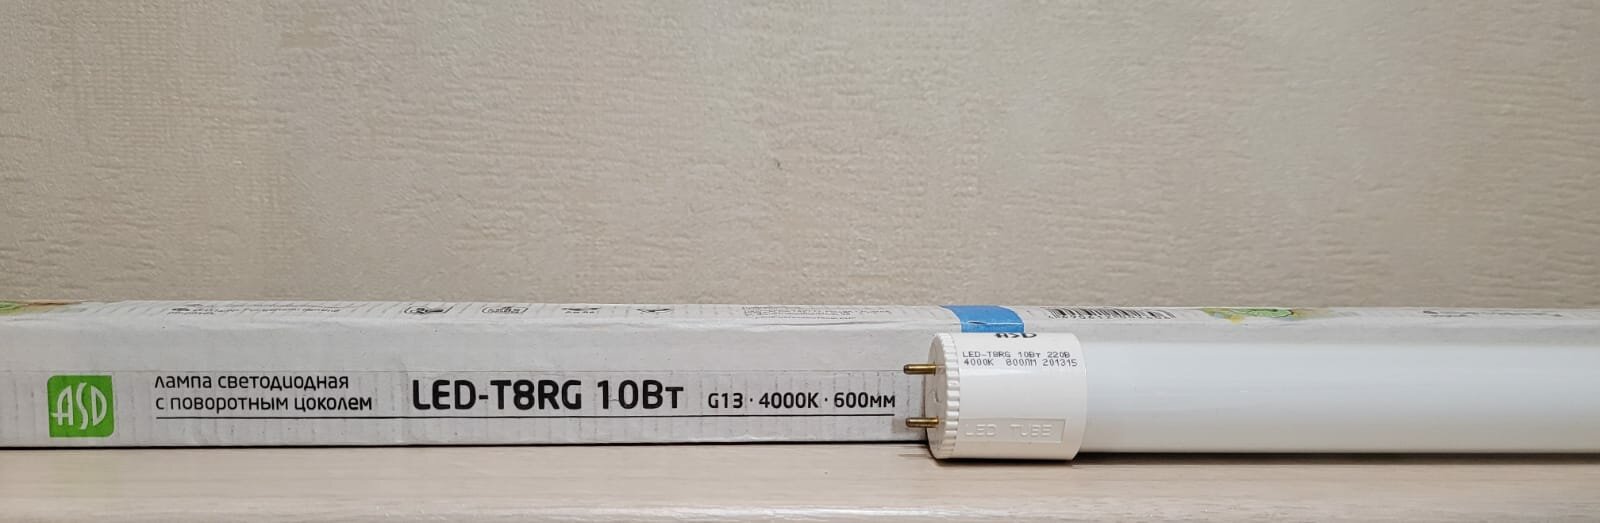 ASD
лампа светодиодная
с поворотным цоколем
LED-T8RG 10Вт
G13 · 4000K · 600мм
ASD
LED-T8RG 10Вт 220В
4000K 800ЛМ 201315
LED TUBE